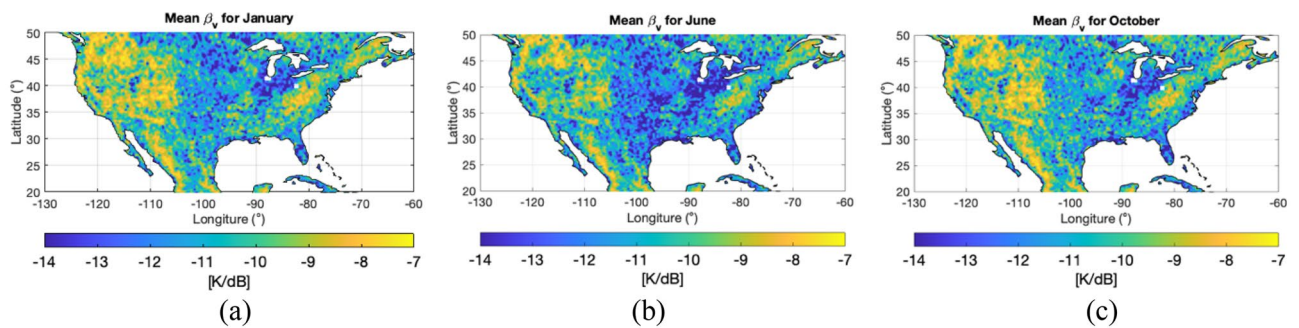 Mean βv for January
50
45
40
35
30
25
20
Latitude (°)
-130 -120 -110 -100 -90 -80 -70 -60
Longiture (°)
-14 -13 -12 -11 -10 -9 -8 -7
[K/dB]
(a)
Mean βv for June
50
45
40
35
30
25
20
Latitude (°)
-130 -120 -110 -100 -90 -80 -70 -60
Longiture (°)
-14 -13 -12 -11 -10 -9 -8 -7
[K/dB]
(b)
Mean βv for October
50
45
40
35
30
25
20
Latitude (°)
-130 -120 -110 -100 -90 -80 -70 -60
Longiture (°)
-14 -13 -12 -11 -10 -9 -8 -7
[K/dB]
(c)